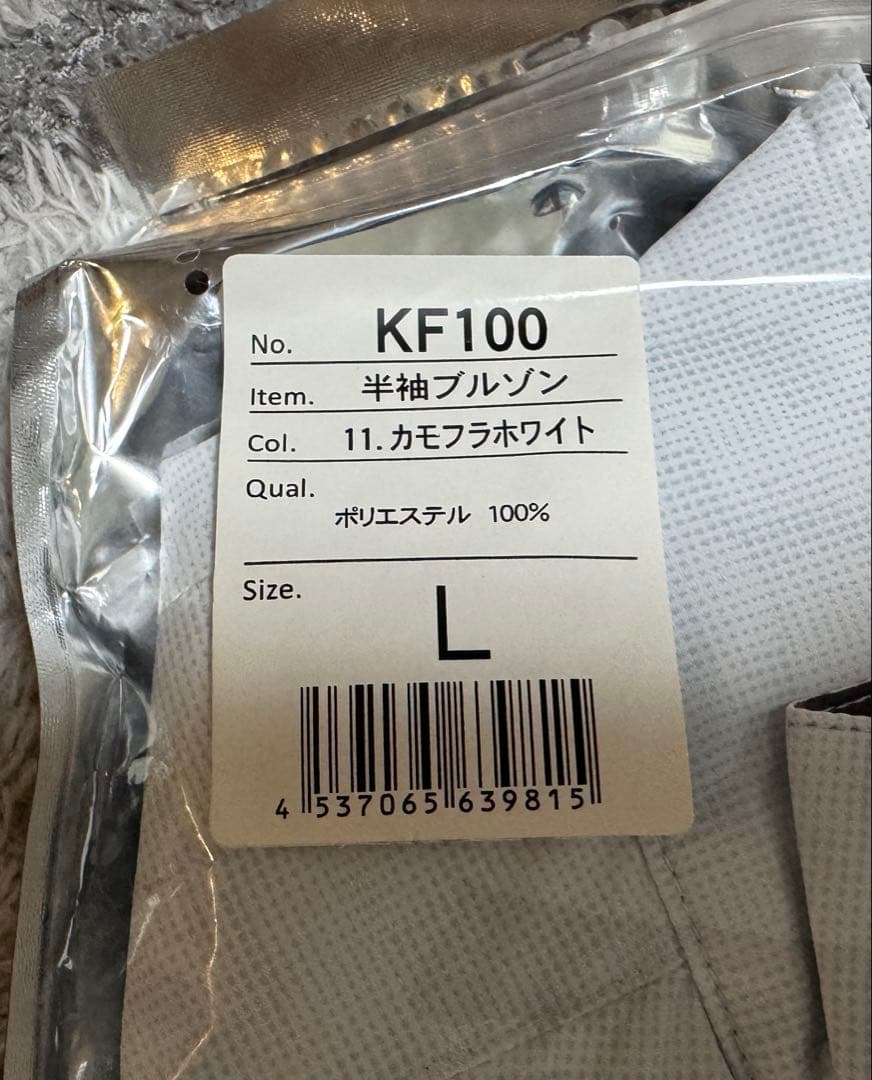 No. KF100
Item. 半袖ブルゾン
Col. 11.カモフラホワイト
Qual.
ポリエステル 100%
Size.
L
4 537065 639815